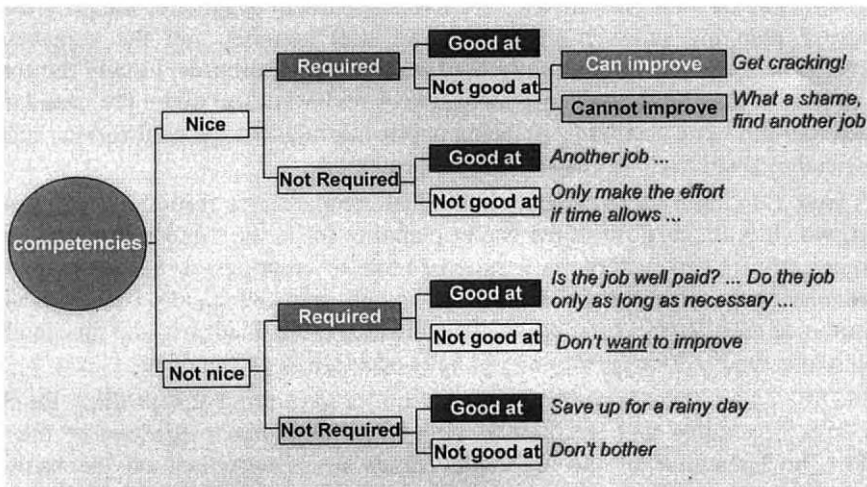 competencies
Nice
Required
Good at
Not good at
Can improve
Get cracking!
Cannot improve
What a shame,
find another job
Not Required
Good at
Another job ...
Not good at
Only make the effort
if time allows ...
Not nice
Required
Good at
Is the job well paid? ... Do the job
only as long as necessary ...
Not good at
Don't want to improve
Not Required
Good at
Save up for a rainy day
Not good at
Don't bother